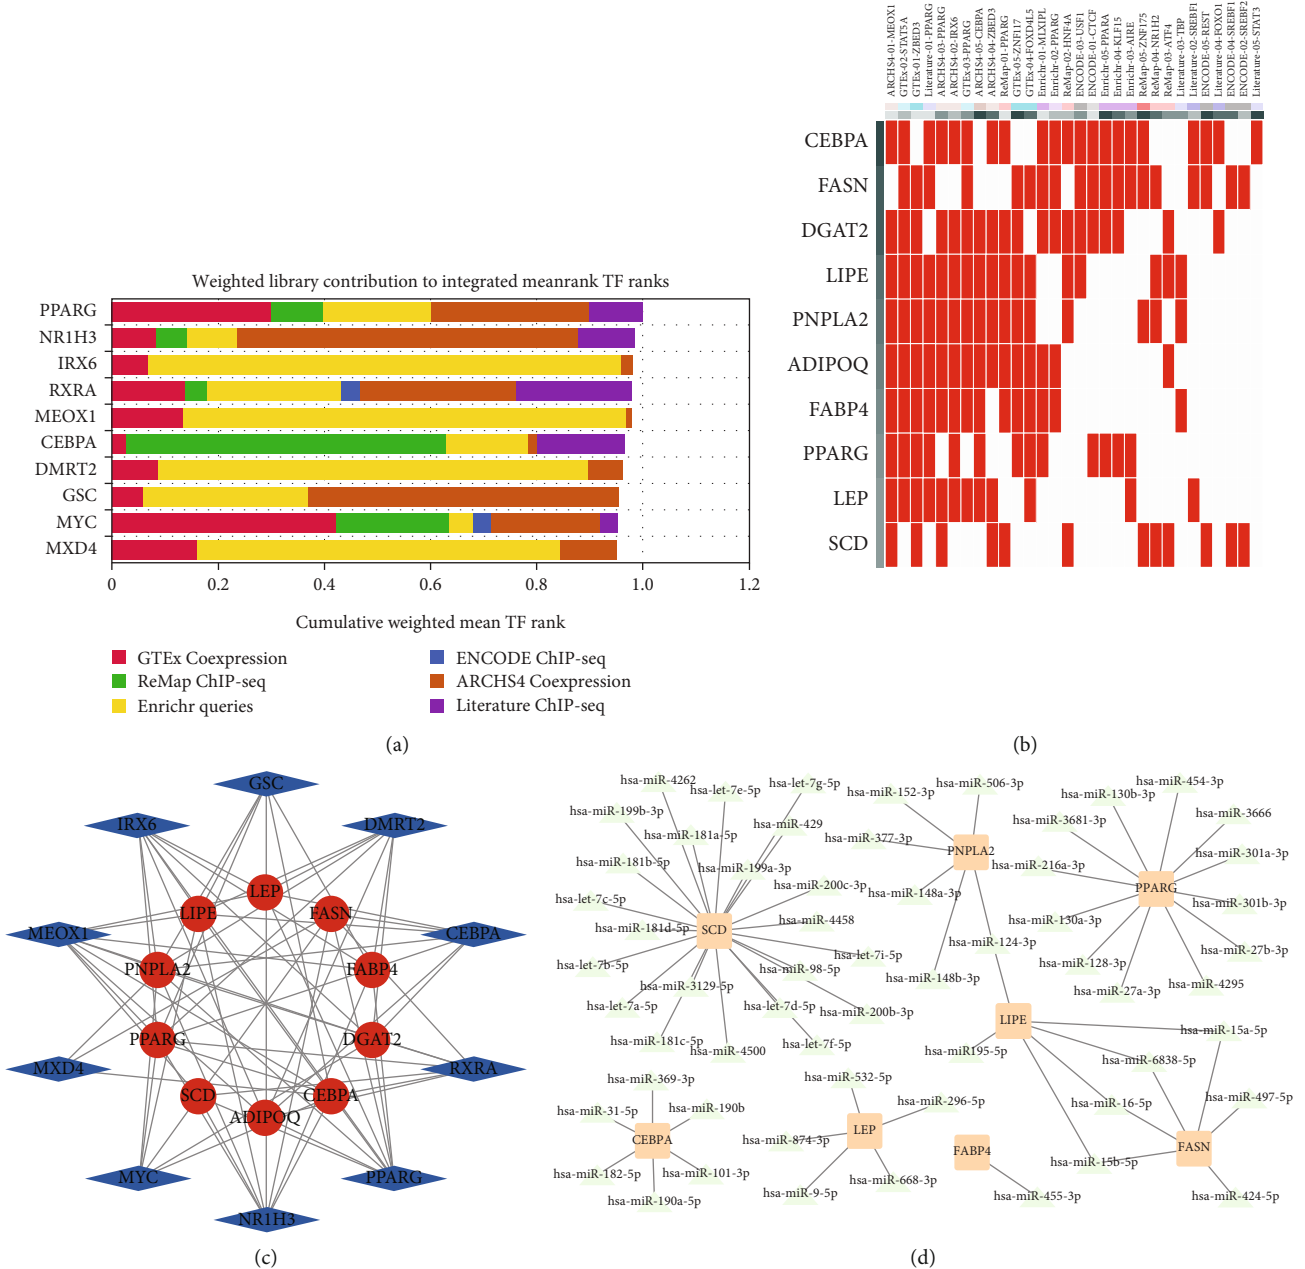 Weighted library contribution to integrated meanrank TF ranks
PPARG
NR1H3
IRX6
RXRA
MEOX1
CEBPA
DMRT2
GSC
MYC
MXD4
0 0.2 0.4 0.6 0.8 1.0 1.2
Cumulative weighted mean TF rank
GTEx Coexpression
ReMap ChIP-seq
Enrichr queries
ENCODE ChIP-seq
ARCHS4 Coexpression
Literature ChIP-seq
(a)
ARCHS4-01-MEOX1
GTEx-02-STAT5A
GTEx-01-ZBED3
Literature-01-PPARG
ARCHS4-03-PPARG
ARCHS4-02-IRX6
GTEx-03-PPARG
ARCHS4-05-CEBPA
ARCHS4-04-ZBED3
ReMap-01-PPARG
GTEx-05-ZNF117
GTEx-04-FOXD4L5
Enrichr-01-MLXIPL
Enrichr-02-PPARG
ReMap-02-HNF4A
ENCODE-03-USF1
ENCODE-01-CTCF
Enrichr-05-PPARA
Enrichr-04-KLF15
Enrichr-03-AIRE
ReMap-05-ZNF175
ReMap-04-NR1H2
ReMap-03-ATF4
Literature-03-TBP
Literature-02-SREBF1
ENCODE-05-REST
Literature-04-FOXO1
ENCODE-04-SREBF1
ENCODE-02-SREBF2
Literature-05-STAT3
CEBPA
FASN
DGAT2
LIPE
PNPLA2
ADIPOQ
FABP4
PPARG
LEP
SCD
(b)
GSC
IRX6
DMRT2
LEP
LIPE
FASN
MEOX1
CEBPA
PNPLA2
FABP4
PPARG
DGAT2
MXD4
RXRA
SCD
CEBPA
ADIPOQ
MYC
PPARG
NR1H3
(c)
hsa-miR-4262
hsa-let-7e-5p
hsa-let-7g-5p
hsa-miR-199b-3p
hsa-miR-429
hsa-miR-181a-5p
hsa-miR-181b-5p
hsa-miR-199a-3p
hsa-miR-200c-3p
hsa-let-7c-5p
hsa-miR-4458
hsa-miR-181d-5p
SCD
hsa-let-7i-5p
hsa-let-7b-5p
hsa-miR-98-5p
hsa-miR-3129-5p
hsa-let-7a-5p
hsa-let-7d-5p
hsa-miR-200b-3p
hsa-miR-181c-5p
hsa-miR-4500
hsa-let-7f-5p
hsa-miR-152-3p
hsa-miR-506-3p
hsa-miR-377-3p
PNPLA2
hsa-miR-148a-3p
hsa-miR-124-3p
hsa-miR-148b-3p
hsa-miR-454-3p
hsa-miR-130b-3p
hsa-miR-3681-3p
hsa-miR-3666
hsa-miR-216a-3p
hsa-miR-301a-3p
PPARG
hsa-miR-301b-3p
hsa-miR-130a-3p
hsa-miR-27b-3p
hsa-miR-128-3p
hsa-miR-27a-3p
hsa-miR-4295
LIPE
hsa-miR-15a-5p
hsa-miR195-5p
hsa-miR-6838-5p
hsa-miR-16-5p
hsa-miR-497-5p
FASN
hsa-miR-15b-5p
hsa-miR-424-5p
hsa-miR-369-3p
hsa-miR-31-5p
hsa-miR-190b
CEBPA
hsa-miR-182-5p
hsa-miR-101-3p
hsa-miR-190a-5p
hsa-miR-532-5p
hsa-miR-296-5p
LEP
hsa-miR-874-3p
hsa-miR-9-5p
hsa-miR-668-3p
FABP4
hsa-miR-455-3p
(d)